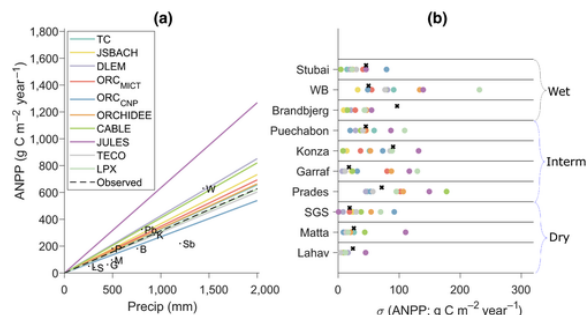 (a)
ANPP (g C m−2 year−1)
1,800
1,600
1,400
1,200
1,000
800
600
400
200
0
TC
JSBACH
DLEM
ORCMICT
ORCCNP
ORCHIDEE
CABLE
JULES
TECO
LPX
Observed
W
Pb
K
Sb
P
B
M
LS
G
0
500
1,000
1,500
2,000
Precip (mm)
(b)
Stubai
WB
Brandbjerg
Puechabon
Konza
Garraf
Prades
SGS
Matta
Lahav
Wet
Interm
Dry
0
100
200
300
σ (ANPP: g C m−2 year−1)